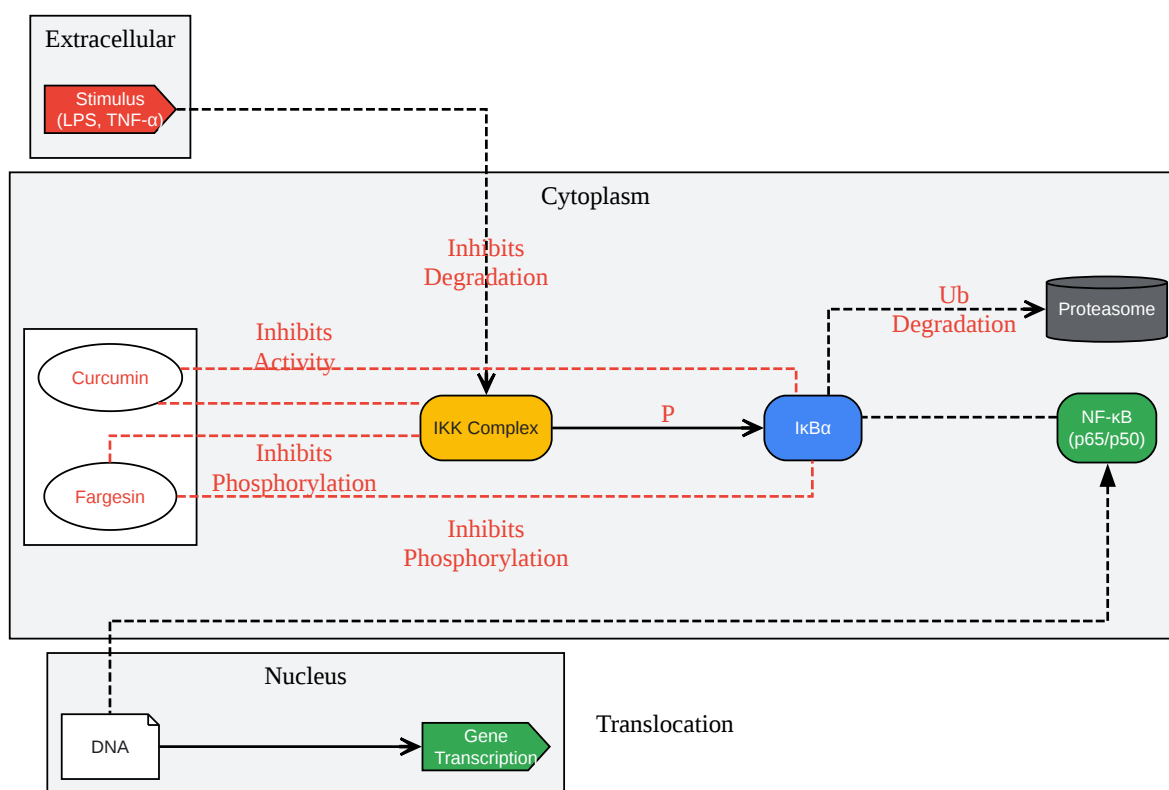 Extracellular
Stimulus
(LPS, TNF-α)
Cytoplasm
Inhibits
Degradation
Ub
Degradation
Proteasome
Inhibits
Activity
Curcumin
IKK Complex
P
IκBα
NF-κB
(p65/p50)
Inhibits
Phosphorylation
Fargesin
Inhibits
Phosphorylation
Nucleus
Translocation
DNA
Gene
Transcription